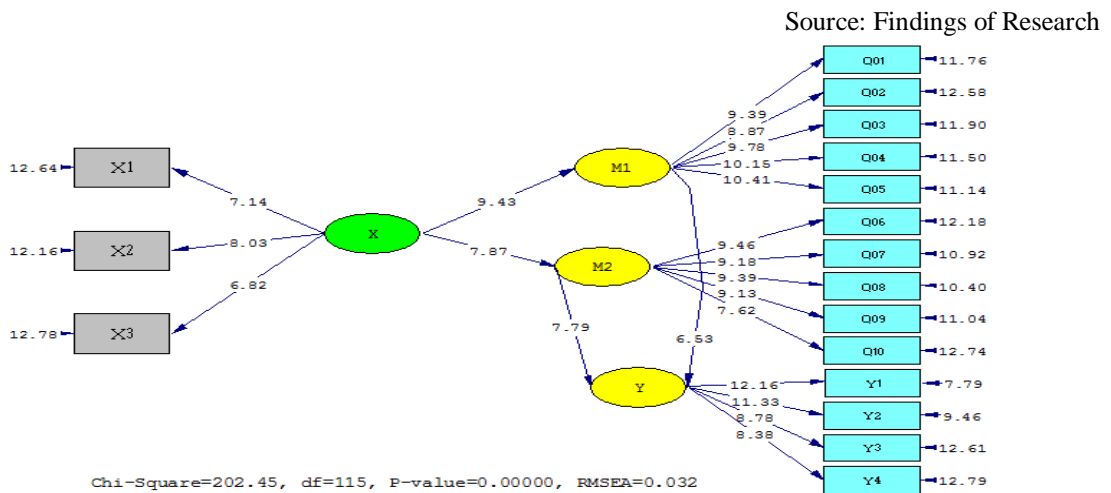 Source: Findings of Research
Q01 11.76
Q02 12.58
9.39
8.87
Q03 11.90
9.78
12.64 X1
M1
10.15
Q04 11.50
10.41
Q05 11.14
7.14
9.43
Q06 12.18
X
12.16 X2
8.03
9.46
7.87
9.18
Q07 10.92
M2
9.39
Q08 10.40
6.82
9.13
7.62
Q09 11.04
12.78 X3
7.79
6.53
Q10 12.74
Y
12.16
Y1 7.79
11.33
Y2 9.46
8.78
8.38
Y3 12.61
Chi-Square=202.45, df=115, P-value=0.00000, RMSEA=0.032
Y4 12.79